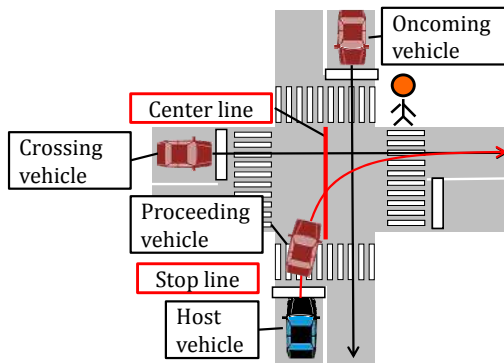 Oncoming
vehicle
Center line
Crossing
vehicle
Proceeding
vehicle
Stop line
Host
vehicle